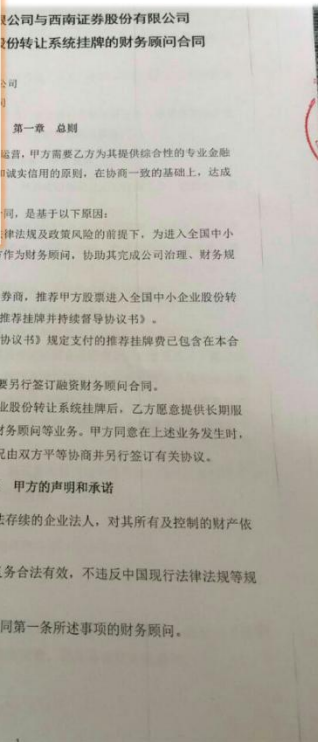 限公司与西南证券股份有限公司
股份转让系统挂牌的财务顾问合同
公司
司
第一章 总则
运营，甲方需要乙方为其提供综合性的专业金融
和诚实信用的原则，在协商一致的基础上，达成
合同，是基于以下原因：
法律法规及政策风险的前提下，为进入全国中小
方作为财务顾问，协助其完成公司治理、财务规
券商，推荐甲方股票进入全国中小企业股份转
推荐挂牌并持续督导协议书》。
协议书》规定支付的推荐挂牌费已包含在本合
要另行签订融资财务顾问合同。
业股份转让系统挂牌后，乙方愿意提供长期服
财务顾问等业务。甲方同意在上述业务发生时，
况由双方平等协商并另行签订有关协议。
甲方的声明和承诺
法存续的企业法人，对其所有及控制的财产依
义务合法有效，不违反中国现行法律法规等规
同第一条所述事项的财务顾问。